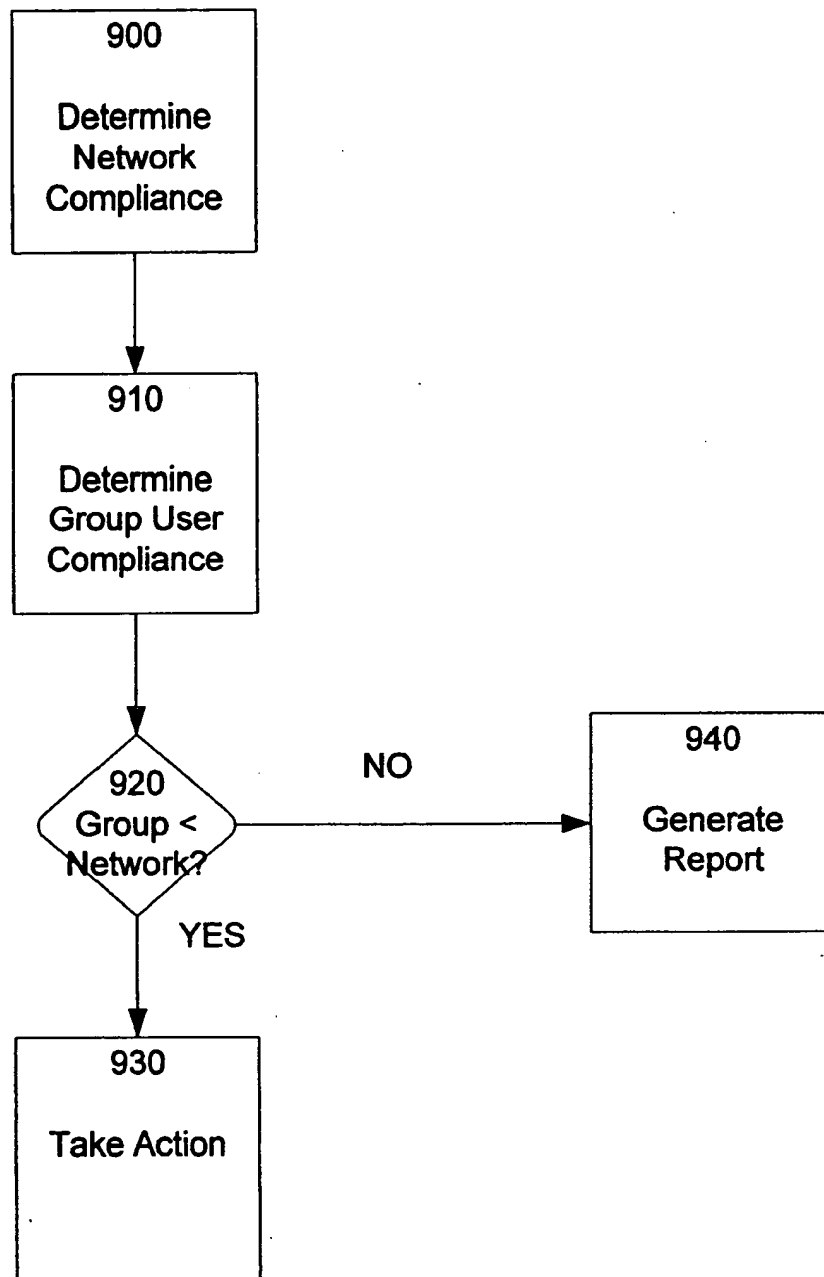 900
Determine
Network
Compliance
910
Determine
Group User
Compliance
920
Group <
Network?
NO
940
Generate
Report
YES
930
Take Action